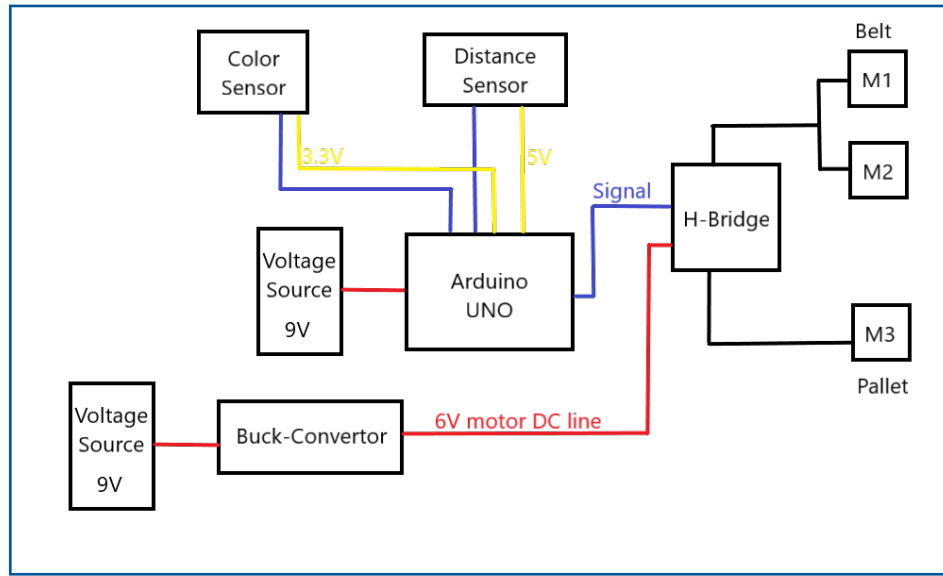 Color
Sensor
Distance
Sensor
Belt
M1
3.3V
5V
M2
Signal
H-Bridge
Voltage
Source
9V
Arduino
UNO
M3
Pallet
Voltage
Source
9V
Buck-Convertor
6V motor DC line